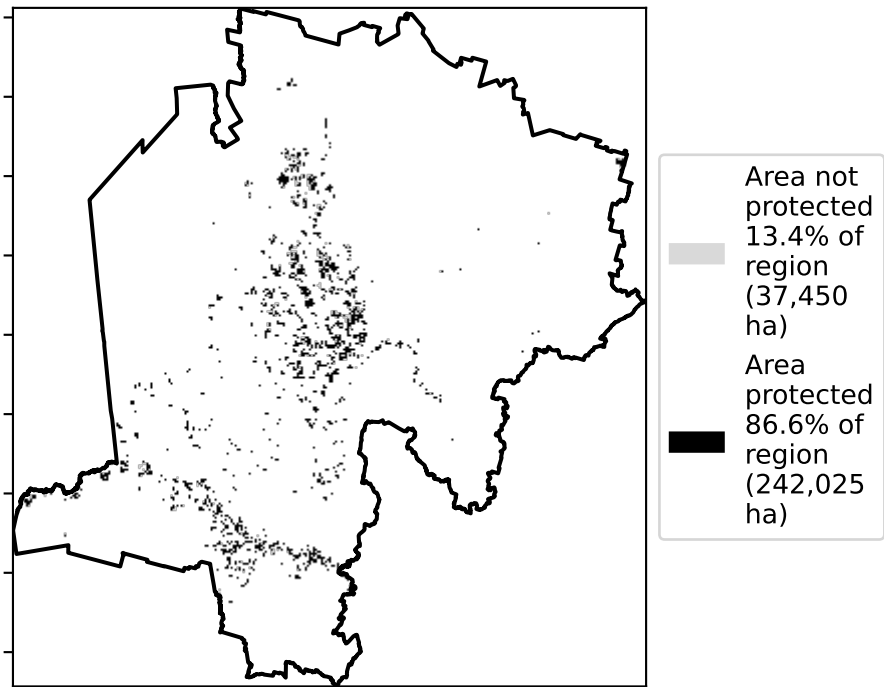 Area not
protected
13.4% of
region
(37,450
ha)
Area
protected
86.6% of
region
(242,025
ha)